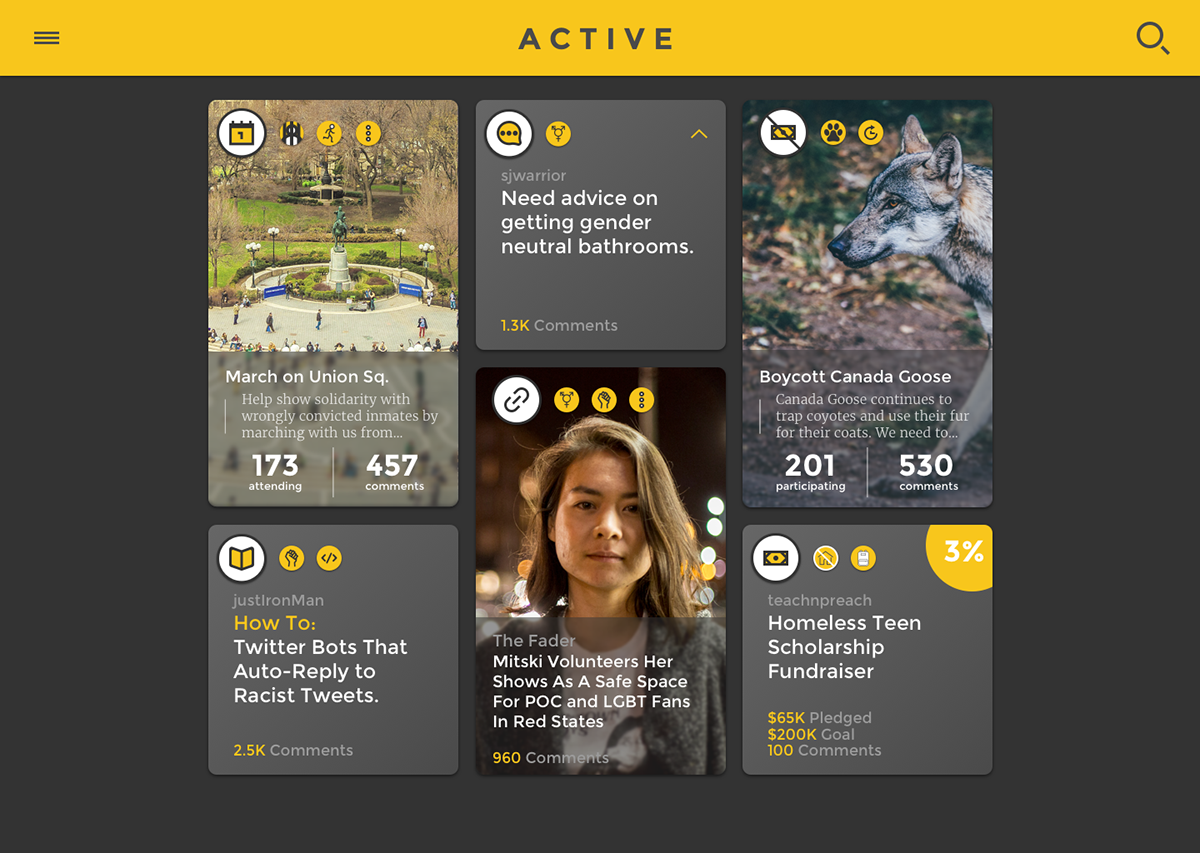 ACTIVE
1
March on Union Sq.
Help show solidarity with
wrongly convicted inmates by
marching with us from...
173
attending
457
comments
sjwarrior
Need advice on
getting gender
neutral bathrooms.
1.3K Comments
Boycott Canada Goose
Canada Goose continues to
trap coyotes and use their fur
for their coats. We need to...
201
participating
530
comments
justIronMan
How To:
Twitter Bots That
Auto-Reply to
Racist Tweets.
2.5K Comments
The Fader
Mitski Volunteers Her
Shows As A Safe Space
For POC and LGBT Fans
In Red States
960 Comments
3%
teachnpreach
Homeless Teen
Scholarship
Fundraiser
$65K Pledged
$200K Goal
100 Comments